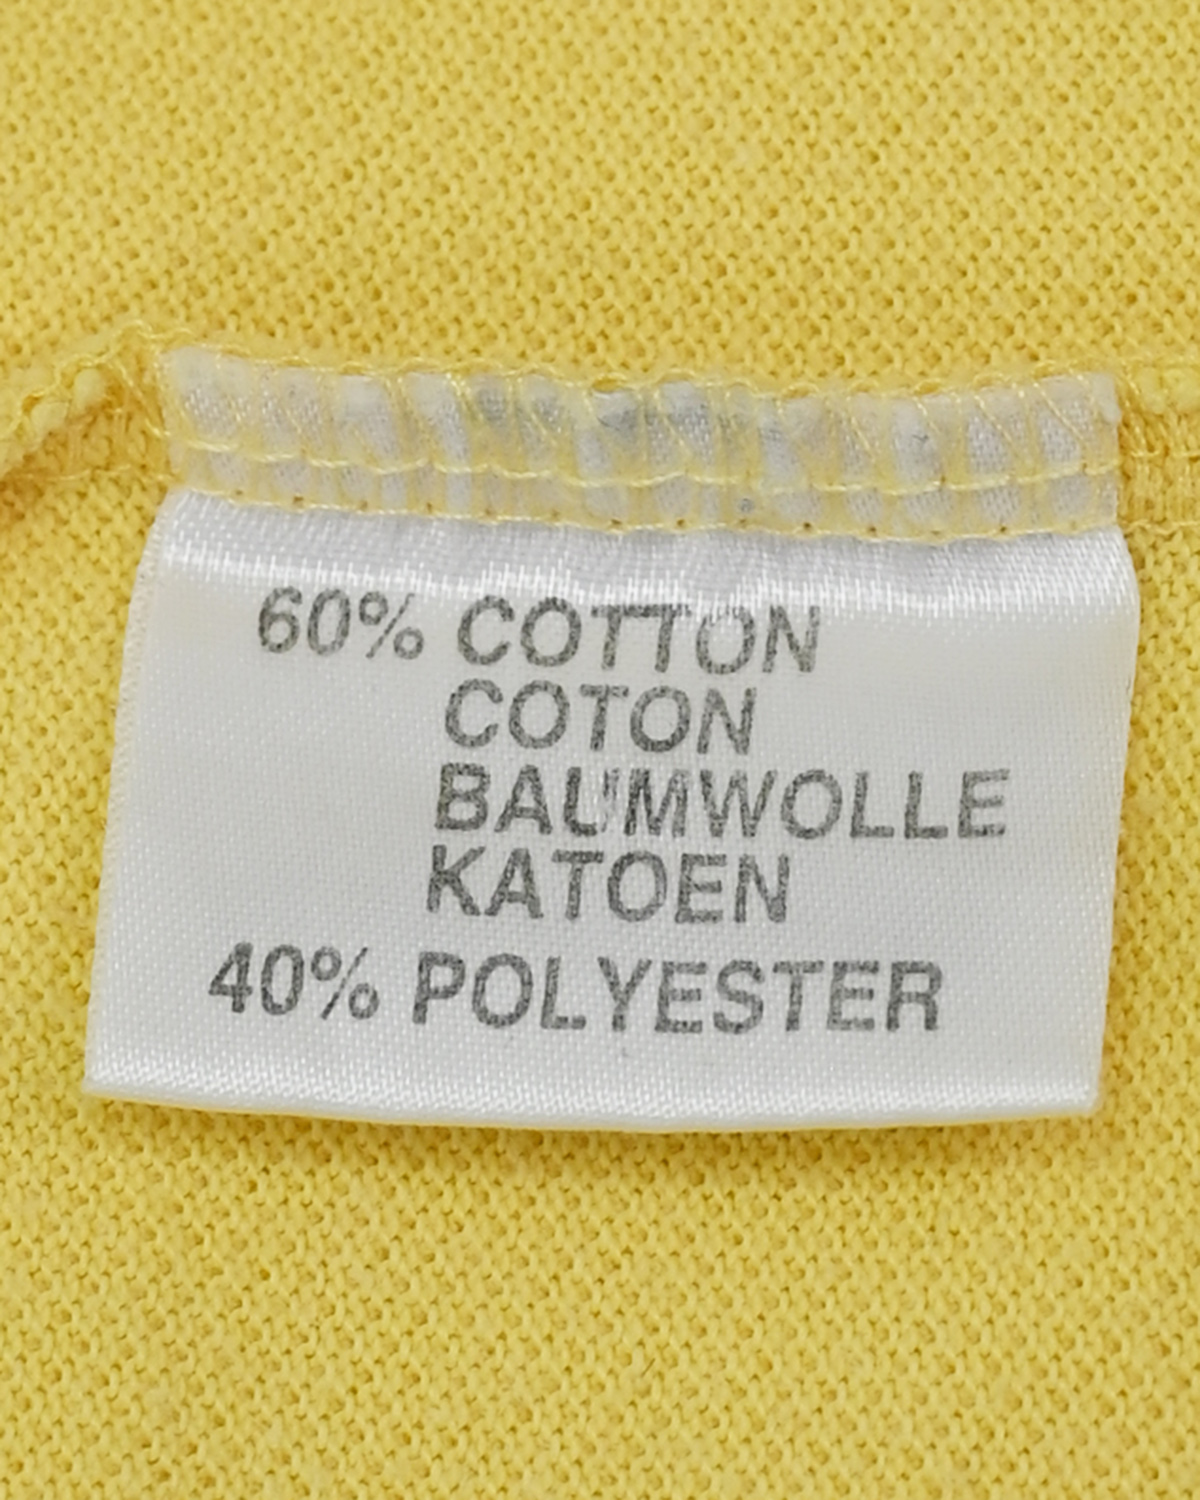 60% COTTON
COTON
BAUMWOLLE
KATOEN
40% POLYESTER